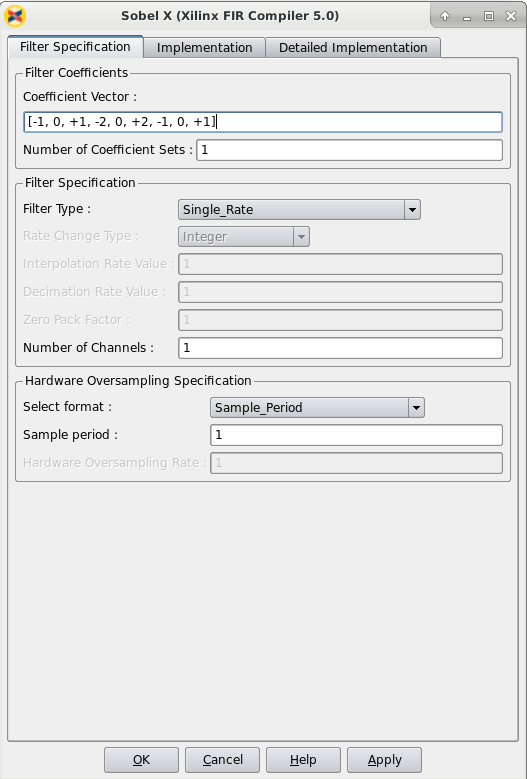 Sobel X (Xilinx FIR Compiler 5.0)
Filter Specification Implementation Detailed Implementation
Filter Coefficients
Coefficient Vector :
[-1, 0, +1, -2, 0, +2, -1, 0, +1]
Number of Coefficient Sets : 1
Filter Specification
Filter Type : Single_Rate
Rate Change Type : Integer
Interpolation Rate Value : 1
Decimation Rate Value : 1
Zero Pack Factor : 1
Number of Channels : 1
Hardware Oversampling Specification
Select format : Sample_Period
Sample period : 1
Hardware Oversampling Rate : 1
OK Cancel Help Apply